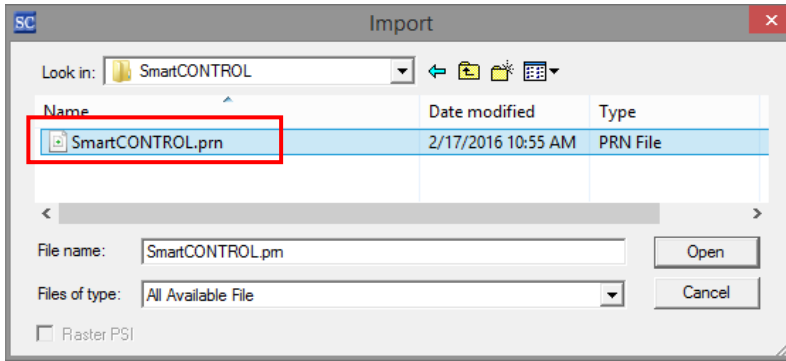 SC Import ×
Look in: SmartCONTROL
Name Date modified Type
SmartCONTROL.prn 2/17/2016 10:55 AM PRN File
File name: SmartCONTROL.prn Open
Files of type: All Available File Cancel
Raster PSI